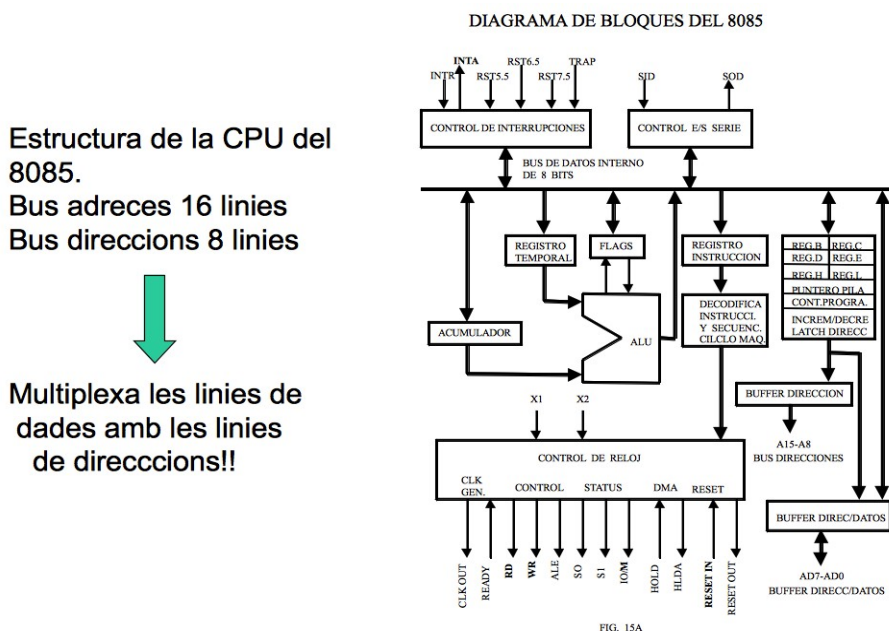 DIAGRAMA DE BLOQUES DEL 8085
Estructura de la CPU del
8085.
Bus adreces 16 linies
Bus direccions 8 linies
Multiplexa les linies de
dades amb les linies
de direcccions!!
INTR
INTA
RST5.5
RST6.5
RST7.5
TRAP
SID
SOD
CONTROL DE INTERRUPCIONES
CONTROL E/S SERIE
BUS DE DATOS INTERNO
DE 8 BITS
REGISTRO
TEMPORAL
FLAGS
REGISTRO
INSTRUCCION
REG.B REG.C
REG.D REG.E
REG.H REG.L
PUNTERO PILA
CONT.PROGRA.
INCREM/DECRE
LATCH DIRECC
ACUMULADOR
ALU
DECODIFICA
INSTRUCCI.
Y SECUENC.
CILCLO MAQ.
BUFFER DIRECCION
X1
X2
A15-A8
BUS DIRECCIONES
CONTROL DE RELOJ
CLK
GEN.
CONTROL
STATUS
DMA
RESET
BUFFER DIREC/DATOS
CLK OUT
READY
RD
WR
ALE
SO
S1
IO/M
HOLD
HLDA
RESET IN
RESET OUT
AD7-AD0
BUFFER DIRECC/DATOS
FIG. 15A